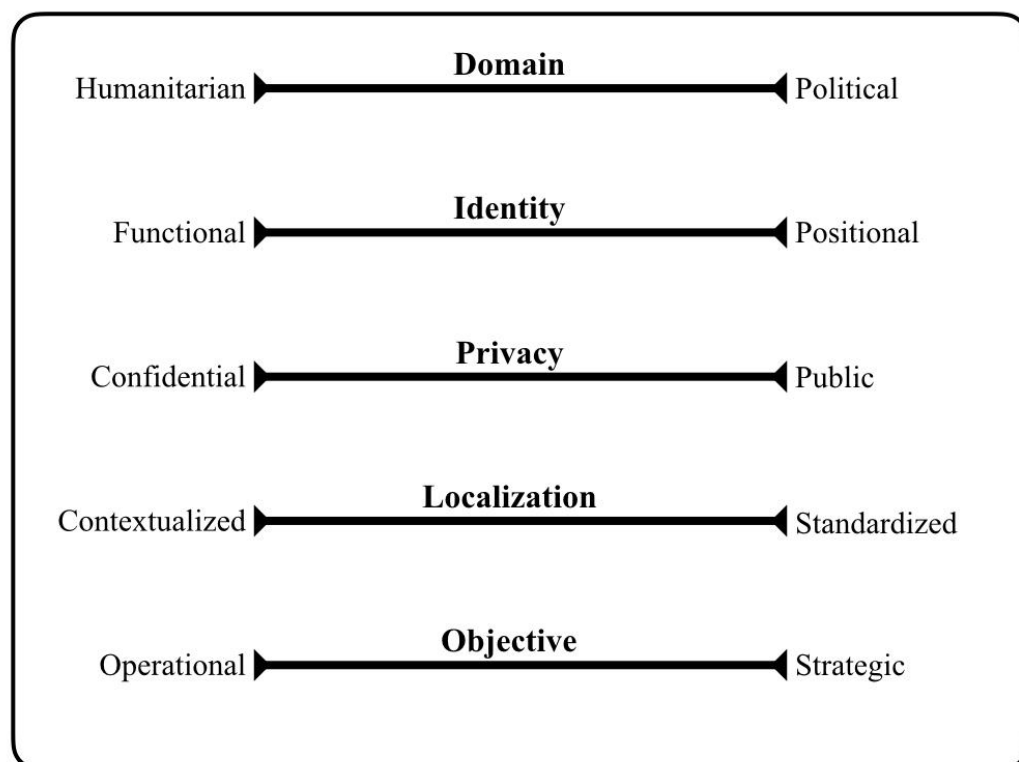 Domain
Humanitarian Political
Identity
Functional Positional
Privacy
Confidential Public
Localization
Contextualized Standardized
Objective
Operational Strategic